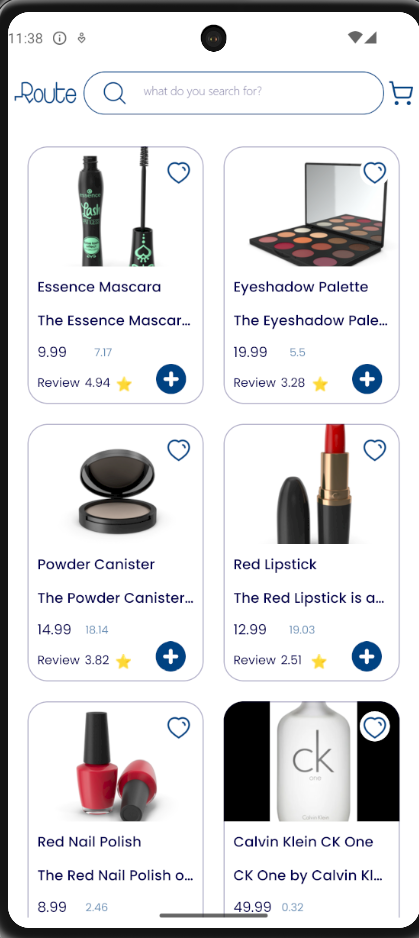 11:38
Route
what do you search for?
essence
Lash
Essence Mascara
Eyeshadow Palette
The Essence Mascar...
The Eyeshadow Pale...
9.99 7.17
19.99 5.5
Review 4.94
Review 3.28
Powder Canister
Red Lipstick
The Powder Canister...
The Red Lipstick is a...
14.99 18.14
12.99 19.03
Review 3.82
Review 2.51
ck
one
Calvin Klein
Red Nail Polish
Calvin Klein CK One
The Red Nail Polish o...
CK One by Calvin Kl...
8.99 2.46
49.99 0.32